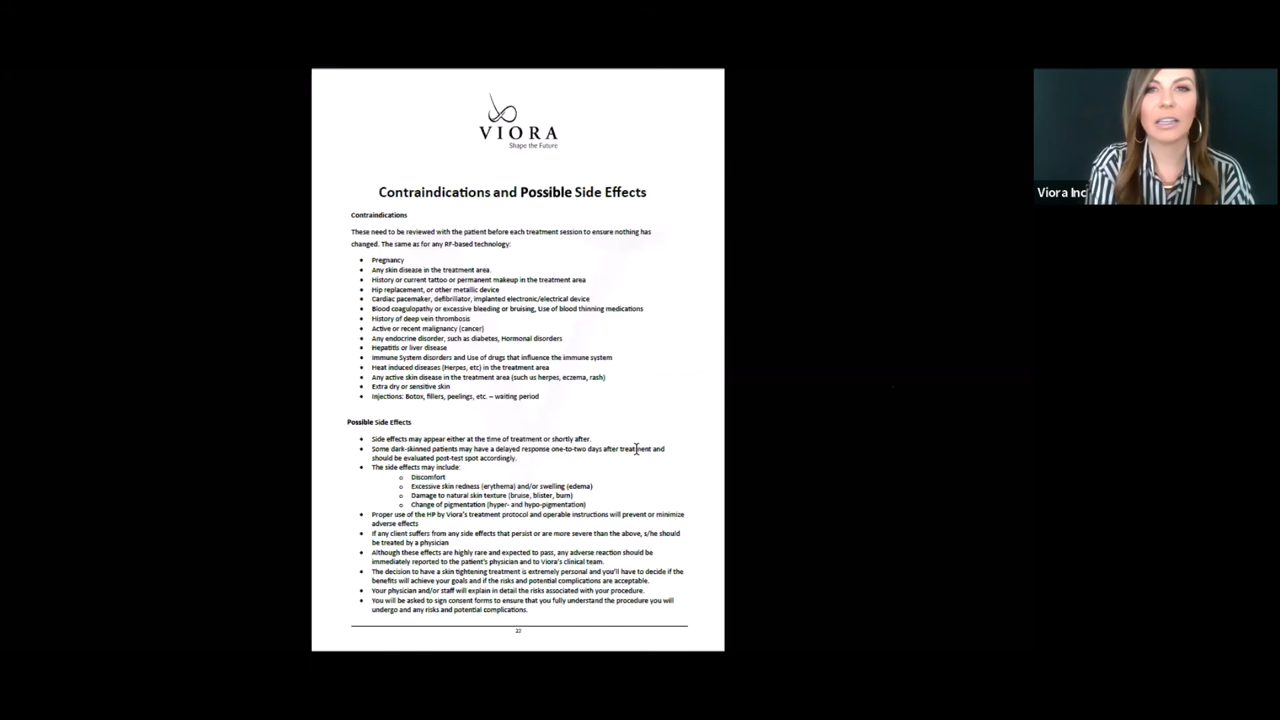 VIORA
Shape the Future
Contraindications and Possible Side Effects
Contraindications
These need to be reviewed with the patient before each treatment session to ensure nothing has
changed. The same as for any RF-based technology:
• Pregnancy
• Any skin disease in the treatment area.
• History or current tattoo or permanent makeup in the treatment area
• Hip replacement, or other metallic device
• Cardiac pacemaker, defibrillator, implanted electronic/electrical device
• Blood coagulopathy or excessive bleeding or bruising, Use of blood thinning medications
• History of deep vein thrombosis
• Active or recent malignancy (cancer)
• Any endocrine disorder, such as diabetes, Hormonal disorders
• Hepatitis or liver disease
• Immune System disorders and Use of drugs that influence the immune system
• Heat induced diseases (Herpes, etc) in the treatment area
• Any active skin disease in the treatment area (such us herpes, eczema, rash)
• Extra dry or sensitive skin
• Injections: Botox, fillers, peelings, etc. – waiting period
Possible Side Effects
• Side effects may appear either at the time of treatment or shortly after.
• Some dark-skinned patients may have a delayed response one-to-two days after treatment and
should be evaluated post-test spot accordingly.
• The side effects may include:
o Discomfort
o Excessive skin redness (erythema) and/or swelling (edema)
o Damage to natural skin texture (bruise, blister, burn)
o Change of pigmentation (hyper- and hypo-pigmentation)
• Proper use of the HP by Viora's treatment protocol and operable instructions will prevent or minimize
adverse effects
• If any client suffers from any side effects that persist or are more severe than the above, s/he should
be treated by a physician
• Although these effects are highly rare and expected to pass, any adverse reaction should be
immediately reported to the patient's physician and to Viora's clinical team.
• The decision to have a skin tightening treatment is extremely personal and you'll have to decide if the
benefits will achieve your goals and if the risks and potential complications are acceptable.
• Your physician and/or staff will explain in detail the risks associated with your procedure.
• You will be asked to sign consent forms to ensure that you fully understand the procedure you will
undergo and any risks and potential complications.
22
Viora Inc